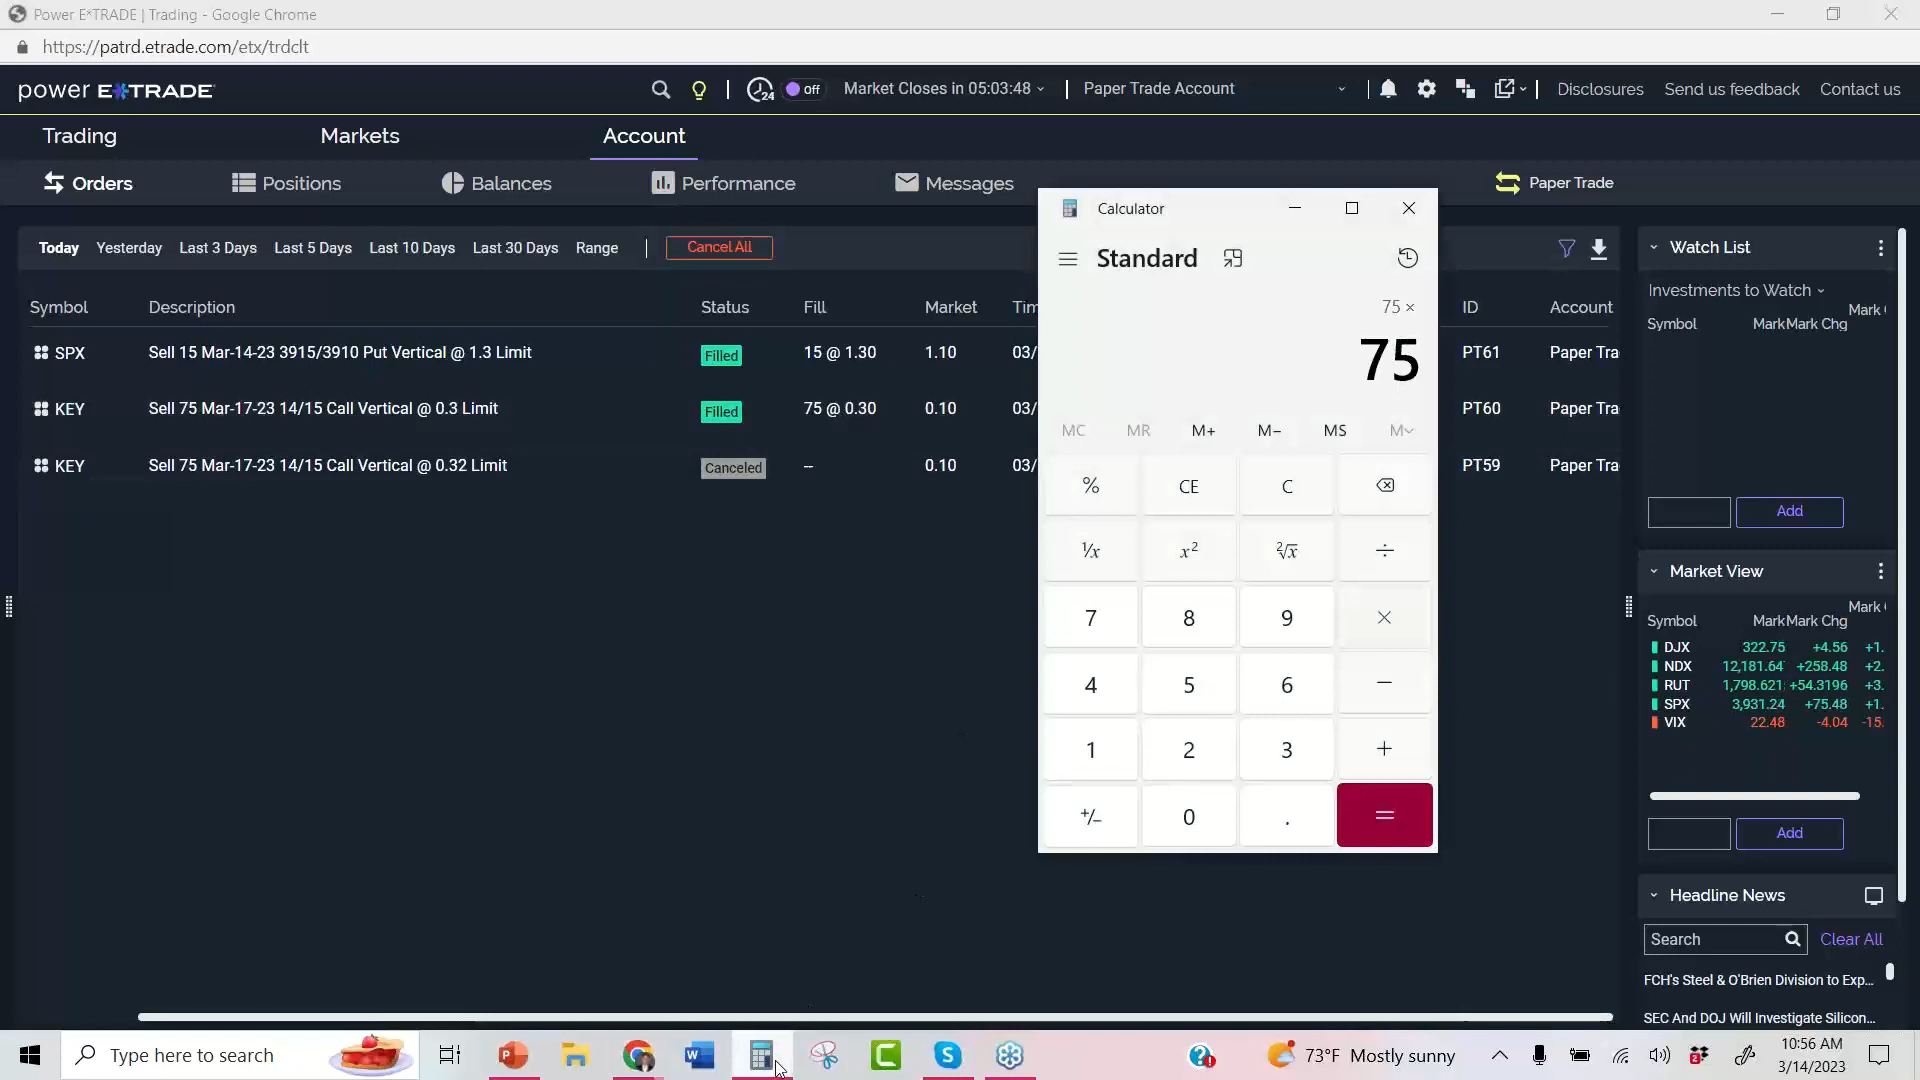 Power E*TRADE | Trading - Google Chrome
https://patrd.etrade.com/etx/trdclt
power E*TRADE
24
off
Market Closes in 05:03:48
Paper Trade Account
Disclosures
Send us feedback
Contact us
Trading
Markets
Account
Orders
Positions
Balances
Performance
Messages
Paper Trade
Today
Yesterday
Last 3 Days
Last 5 Days
Last 10 Days
Last 30 Days
Range
Cancel All
Symbol Description Status Fill Market Tim ID Account
SPX Sell 15 Mar-14-23 3915/3910 Put Vertical @ 1.3 Limit Filled 15 @ 1.30 1.10 03/ PT61 Paper Tra
KEY Sell 75 Mar-17-23 14/15 Call Vertical @ 0.3 Limit Filled 75 @ 0.30 0.10 03/ PT60 Paper Tra
KEY Sell 75 Mar-17-23 14/15 Call Vertical @ 0.32 Limit Canceled -- 0.10 03/ PT59 Paper Tra
Calculator
Standard
75 ×
75
MC MR M+ M− MS M
% CE C
¹⁄x x² ²√x ÷
7 8 9 ×
4 5 6 −
1 2 3 +
+/− 0 . =
Watch List
Investments to Watch
Mark
Symbol Mark Mark Chg
Add
Market View
Mark
Symbol Mark Mark Chg
DJX 322.75 +4.56 +1.
NDX 12,181.64 +258.48 +2.
RUT 1,798.621 +54.3196 +3.
SPX 3,931.24 +75.48 +1.
VIX 22.48 -4.04 -15.
Add
Headline News
Search
Clear All
FCH's Steel & O'Brien Division to Exp...
SEC And DOJ Will Investigate Silicon...
Type here to search
73°F Mostly sunny
10:56 AM
3/14/2023